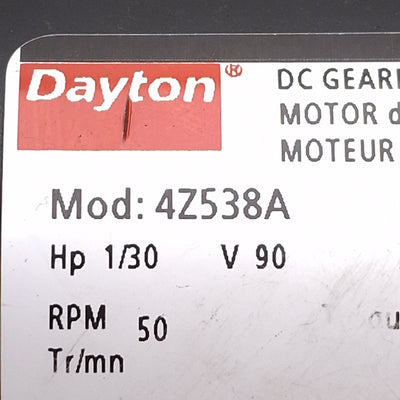 Dayton®
DC GEAR
MOTOR d
MOTEUR
Mod: 4Z538A
Hp 1/30 V 90
RPM 50
Tr/mn